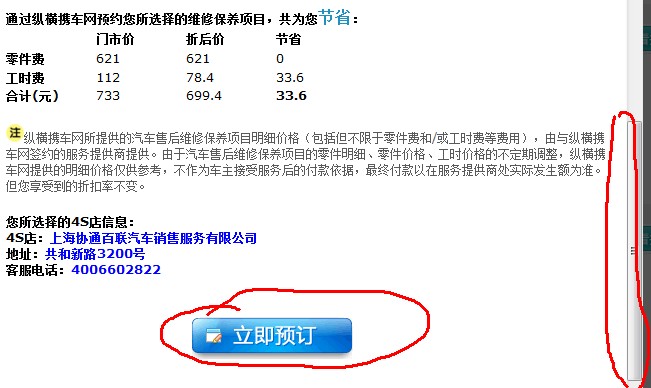 通过纵横携车网预约您所选择的维修保养项目，共为您节省：
门市价 折后价 节省
零件费 621 621 0
工时费 112 78.4 33.6
合计(元) 733 699.4 33.6
注 纵横携车网所提供的汽车售后维修保养项目明细价格（包括但不限于零件费和/或工时费等费用），由与纵横携
车网签约的服务提供商提供。由于汽车售后维修保养项目的零件明细、零件价格、工时价格的不定期调整，纵横携
车网提供的明细价格仅供参考，不作为车主接受服务后的付款依据，最终付款以在服务提供商处实际发生额为准。
但您享受到的折扣率不变。
您所选择的4S店信息：
4S店：上海协通百联汽车销售服务有限公司
地址：共和新路3200号
客服电话：4006602822
立即预订